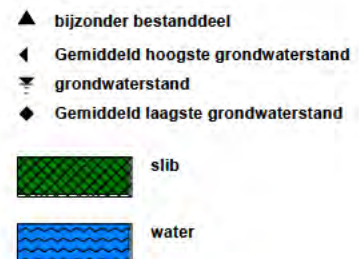 bijzonder bestanddeel
Gemiddeld hoogste grondwaterstand
grondwaterstand
Gemiddeld laagste grondwaterstand
slib
water